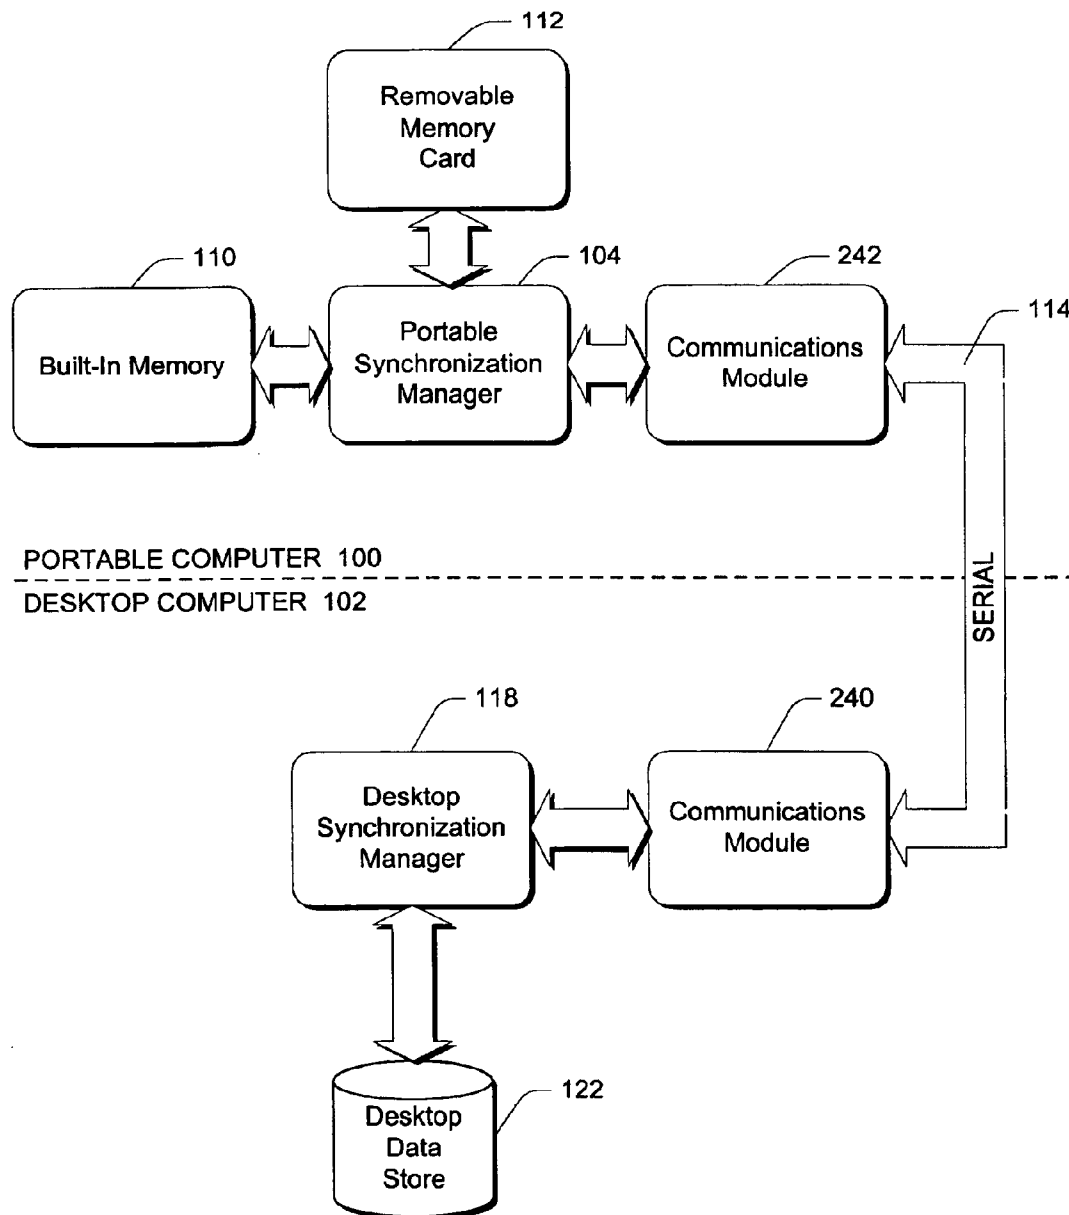 112
Removable
Memory
Card
110
104
242
114
Built-In Memory
Portable
Synchronization
Manager
Communications
Module
PORTABLE COMPUTER 100
DESKTOP COMPUTER 102
SERIAL
118
240
Desktop
Synchronization
Manager
Communications
Module
122
Desktop
Data
Store